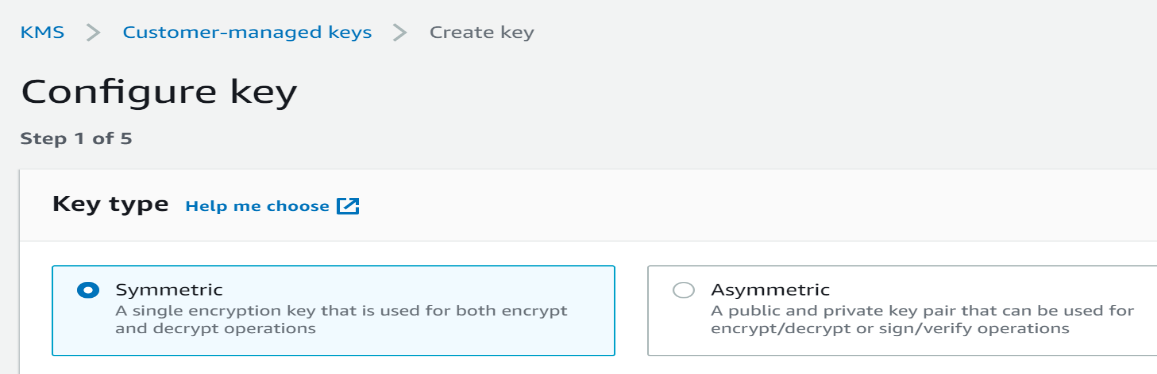 KMS > Customer-managed keys > Create key
Configure key
Step 1 of 5
Key type Help me choose
Symmetric
A single encryption key that is used for both encrypt
and decrypt operations
Asymmetric
A public and private key pair that can be used for
encrypt/decrypt or sign/verify operations